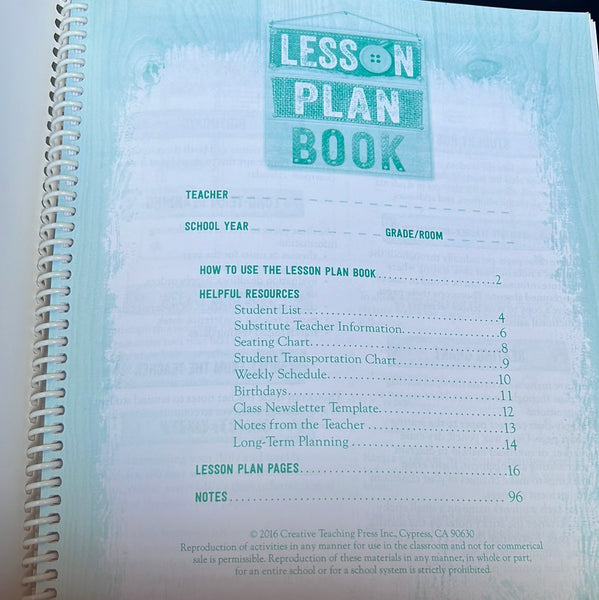 LESSON
PLAN
BOOK
TEACHER
SCHOOL YEAR GRADE/ROOM
HOW TO USE THE LESSON PLAN BOOK 2
HELPFUL RESOURCES
Student List 4
Substitute Teacher Information 6
Seating Chart 8
Student Transportation Chart 9
Weekly Schedule 10
Birthdays 11
Class Newsletter Template 12
Notes from the Teacher 13
Long-Term Planning 14
LESSON PLAN PAGES 16
NOTES 96
© 2016 Creative Teaching Press Inc., Cypress, CA 90630
Reproduction of activities in any manner for use in the classroom and not for commerical
sale is permissible. Reproduction of these materials in any manner, in whole or part,
for an entire school or for a school system is strictly prohibited.